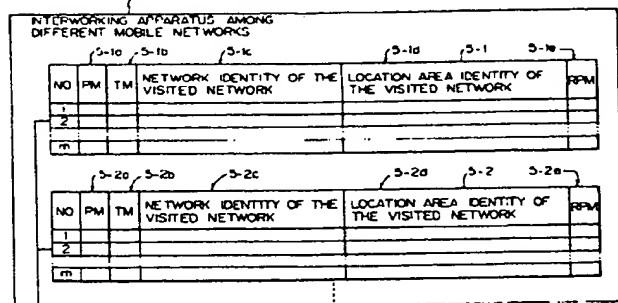 INTERWORKING APPARATUS AMONG
DIFFERENT MOBILE NETWORKS
5-1a 5-1b 5-1c 5-1d 5-1 5-1e
NO PM TM NETWORK IDENTITY OF THE VISITED NETWORK LOCATION AREA IDENTITY OF THE VISITED NETWORK RPM
1
2
m
5-2a 5-2b 5-2c 5-2d 5-2 5-2e
NO PM TM NETWORK IDENTITY OF THE VISITED NETWORK LOCATION AREA IDENTITY OF THE VISITED NETWORK RPM
1
2
m